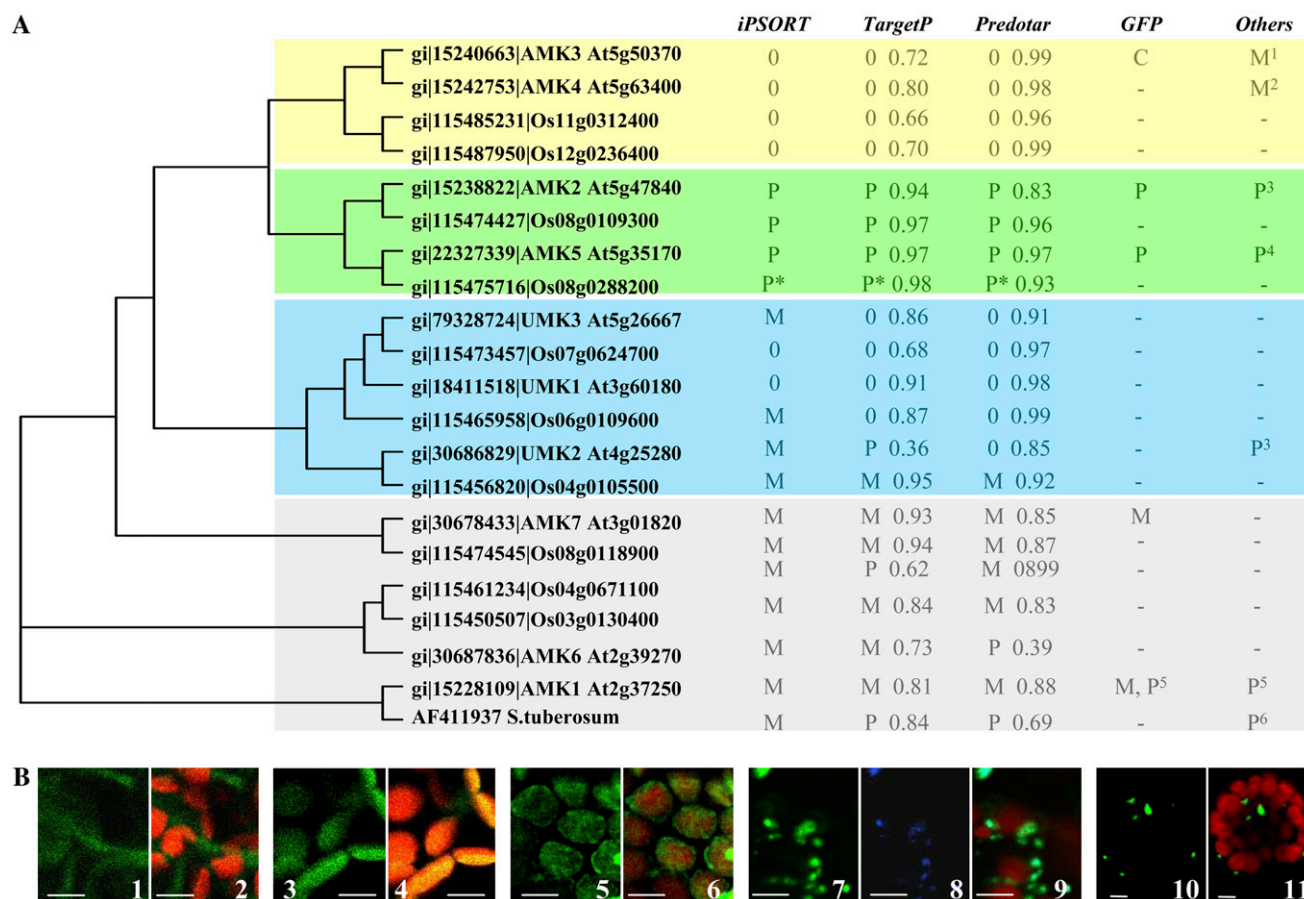 A
iPSORT TargetP Predotar GFP Others
gi|15240663|AMK3 At5g50370 0 0 0.72 0 0.99 C M1
gi|15242753|AMK4 At5g63400 0 0 0.80 0 0.98 - M2
gi|115485231|Os11g0312400 0 0 0.66 0 0.96 - -
gi|115487950|Os12g0236400 0 0 0.70 0 0.99 - -
gi|15238822|AMK2 At5g47840 P P 0.94 P 0.83 P P3
gi|115474427|Os08g0109300 P P 0.97 P 0.96 - -
gi|22327339|AMK5 At5g35170 P P 0.97 P 0.97 P P4
gi|115475716|Os08g0288200 P* P* 0.98 P* 0.93 - -
gi|79328724|UMK3 At5g26667 M 0 0.86 0 0.91 - -
gi|115473457|Os07g0624700 0 0 0.68 0 0.97 - -
gi|18411518|UMK1 At3g60180 0 0 0.91 0 0.98 - -
gi|115465958|Os06g0109600 M 0 0.87 0 0.99 - -
gi|30686829|UMK2 At4g25280 M P 0.36 0 0.85 - P3
gi|115456820|Os04g0105500 M M 0.95 M 0.92 - -
gi|30678433|AMK7 At3g01820 M M 0.93 M 0.85 M -
gi|115474545|Os08g0118900 M M 0.94 M 0.87 - -
M P 0.62 M 0899 - -
gi|115461234|Os04g0671100
gi|115450507|Os03g0130400 M M 0.84 M 0.83 - -
gi|30687836|AMK6 At2g39270 M M 0.73 P 0.39 - -
gi|15228109|AMK1 At2g37250 M M 0.81 M 0.88 M, P5 P5
AF411937 S.tuberosum M P 0.84 P 0.69 - P6
B
1 2 3 4 5 6 7 8 9 10 11